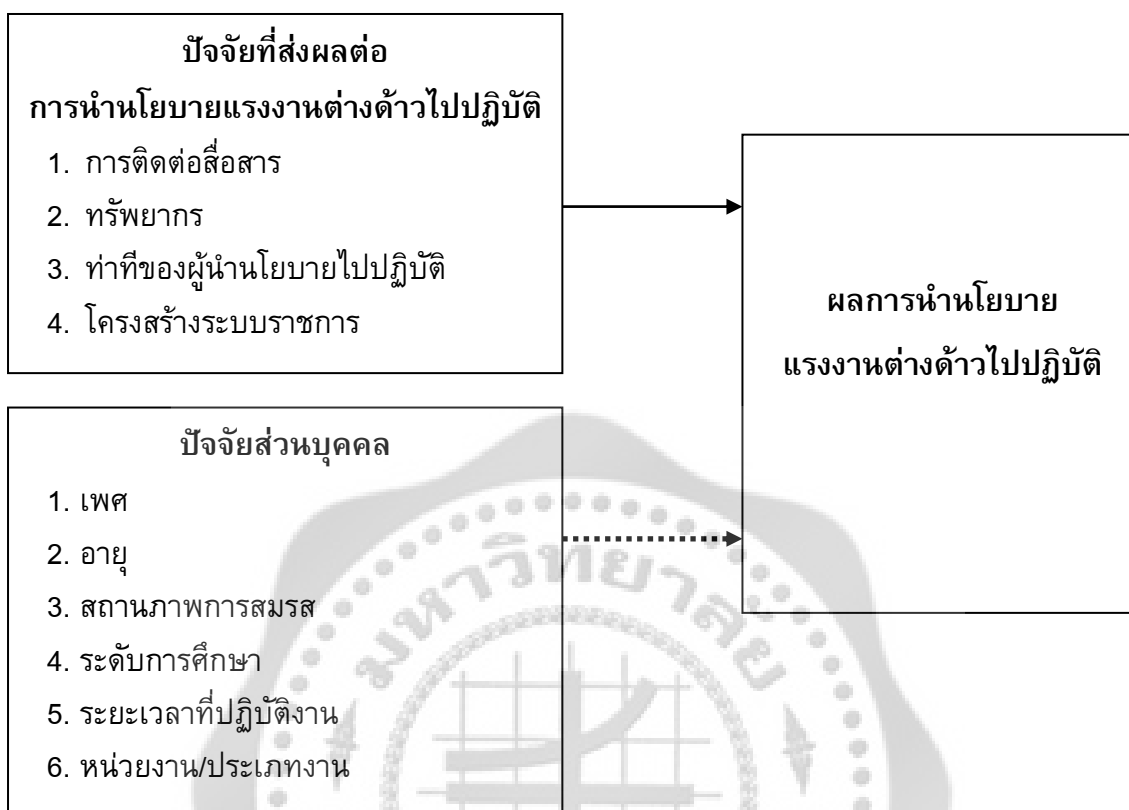 ปัจจัยที่ส่งผลต่อ
การนำนโยบายแรงงานต่างด้าวไปปฏิบัติ
1. การติดต่อสื่อสาร
2. ทรัพยากร
3. ท่าทีของผู้นำนโยบายไปปฏิบัติ
4. โครงสร้างระบบราชการ
ผลการนำนโยบาย
แรงงานต่างด้าวไปปฏิบัติ
ปัจจัยส่วนบุคคล
1. เพศ
2. อายุ
3. สถานภาพการสมรส
4. ระดับการศึกษา
5. ระยะเวลาที่ปฏิบัติงาน
6. หน่วยงาน/ประเภทงาน
มหาวิทยาลัย